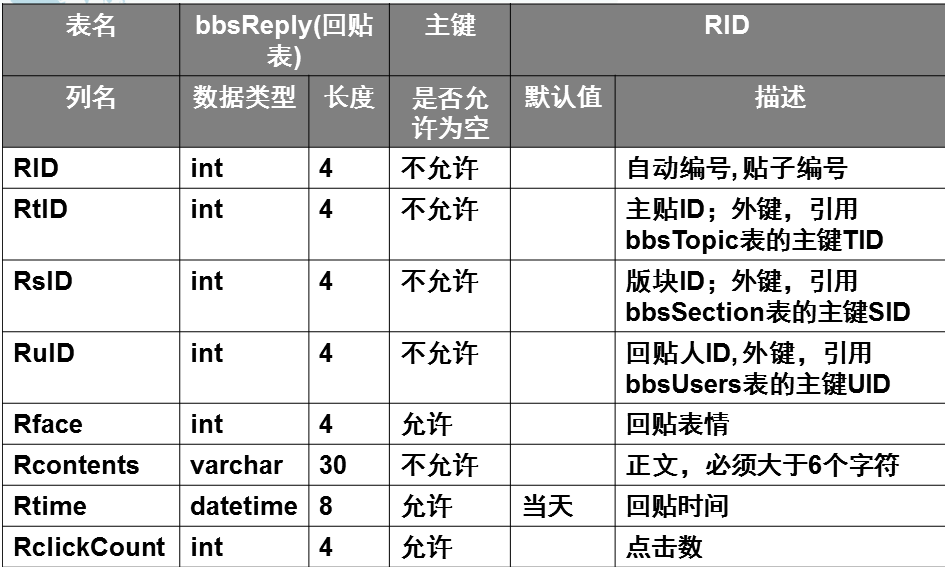 表名 bbsReply(回贴表) 主键 RID
列名 数据类型 长度 是否允许为空 默认值 描述
RID int 4 不允许 自动编号,贴子编号
RtID int 4 不允许 主贴ID；外键，引用
bbsTopic表的主键TID
RsID int 4 不允许 版块ID；外键，引用
bbsSection表的主键SID
RuID int 4 不允许 回贴人ID,外键，引用
bbsUsers表的主键UID
Rface int 4 允许 回贴表情
Rcontents varchar 30 不允许 正文，必须大于6个字符
Rtime datetime 8 允许 当天 回贴时间
RclickCount int 4 允许 点击数